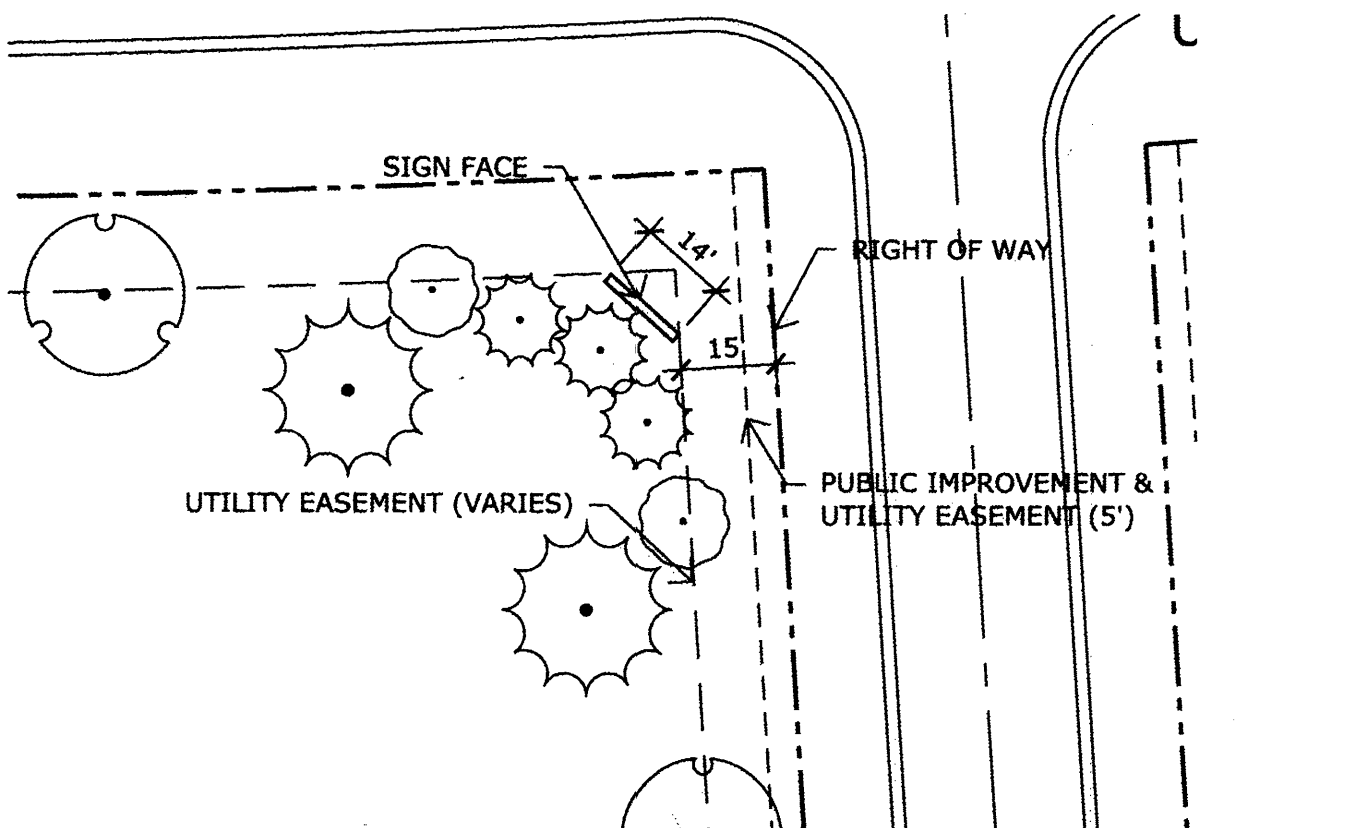 SIGN FACE
14'
RIGHT OF WAY
15
PUBLIC IMPROVEMENT &
UTILITY EASEMENT (5')
UTILITY EASEMENT (VARIES)